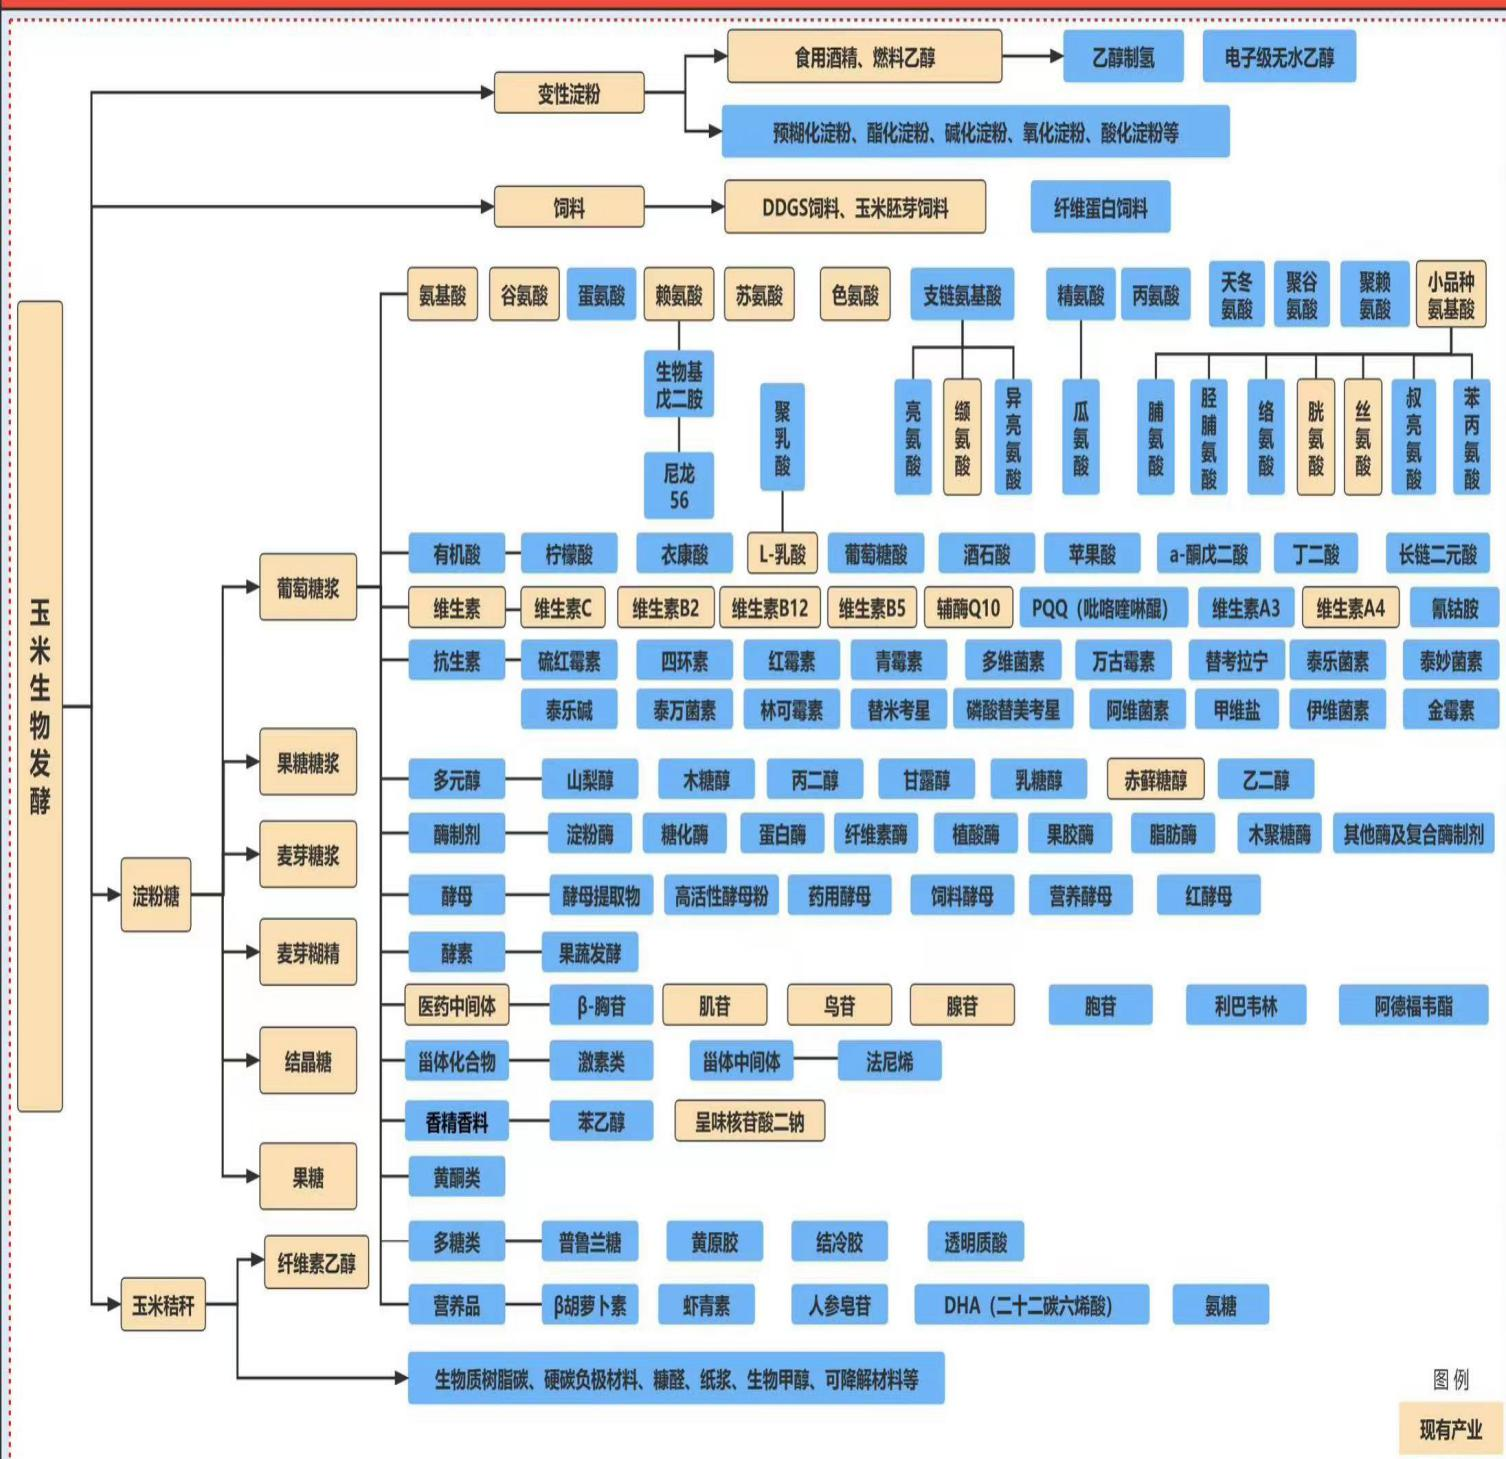 食用酒精、燃料乙醇
乙醇制氢
电子级无水乙醇
变性淀粉
预糊化淀粉、酯化淀粉、碱化淀粉、氧化淀粉、酸化淀粉等
饲料
DDGS饲料、玉米胚芽饲料
纤维蛋白饲料
玉米生物发酵
氨基酸
谷氨酸
蛋氨酸
赖氨酸
苏氨酸
色氨酸
支链氨基酸
精氨酸
丙氨酸
天冬
氨酸
聚谷
氨酸
聚赖
氨酸
小品种
氨基酸
生物基
戊二胺
尼龙
56
聚乳酸
亮氨酸
缬氨酸
异亮氨酸
瓜氨酸
脯氨酸
胫脯氨酸
络氨酸
胱氨酸
丝氨酸
叔亮氨酸
苯丙氨酸
葡萄糖浆
有机酸
柠檬酸
衣康酸
L-乳酸
葡萄糖酸
酒石酸
苹果酸
a-酮戊二酸
丁二酸
长链二元酸
维生素
维生素C
维生素B2
维生素B12
维生素B5
辅酶Q10
PQQ（吡咯喹啉醌）
维生素A3
维生素A4
氰钴胺
抗生素
硫红霉素
四环素
红霉素
青霉素
多维菌素
万古霉素
替考拉宁
泰乐菌素
泰妙菌素
泰乐碱
泰万菌素
林可霉素
替米考星
磷酸替美考星
阿维菌素
甲维盐
伊维菌素
金霉素
果糖糖浆
多元醇
山梨醇
木糖醇
丙二醇
甘露醇
乳糖醇
赤藓糖醇
乙二醇
麦芽糖浆
酶制剂
淀粉酶
糖化酶
蛋白酶
纤维素酶
植酸酶
果胶酶
脂肪酶
木聚糖酶
其他酶及复合酶制剂
淀粉糖
酵母
酵母提取物
高活性酵母粉
药用酵母
饲料酵母
营养酵母
红酵母
麦芽糊精
酵素
果蔬发酵
医药中间体
β-胸苷
肌苷
鸟苷
腺苷
胞苷
利巴韦林
阿德福韦酯
结晶糖
甾体化合物
激素类
甾体中间体
法尼烯
香精香料
苯乙醇
呈味核苷酸二钠
果糖
黄酮类
多糖类
普鲁兰糖
黄原胶
结冷胶
透明质酸
纤维素乙醇
玉米秸秆
营养品
β胡萝卜素
虾青素
人参皂苷
DHA（二十二碳六烯酸）
氨糖
生物质树脂碳、硬碳负极材料、糠醛、纸浆、生物甲醇、可降解材料等
图例
现有产业